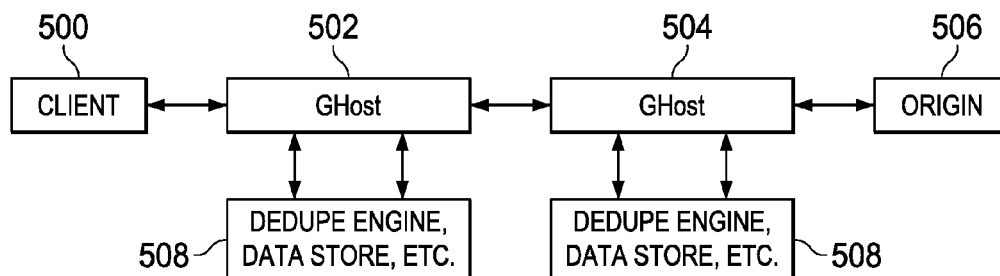 500
502
504
506
CLIENT
GHost
GHost
ORIGIN
DEDUPE ENGINE,
DATA STORE, ETC.
508
DEDUPE ENGINE,
DATA STORE, ETC.
508